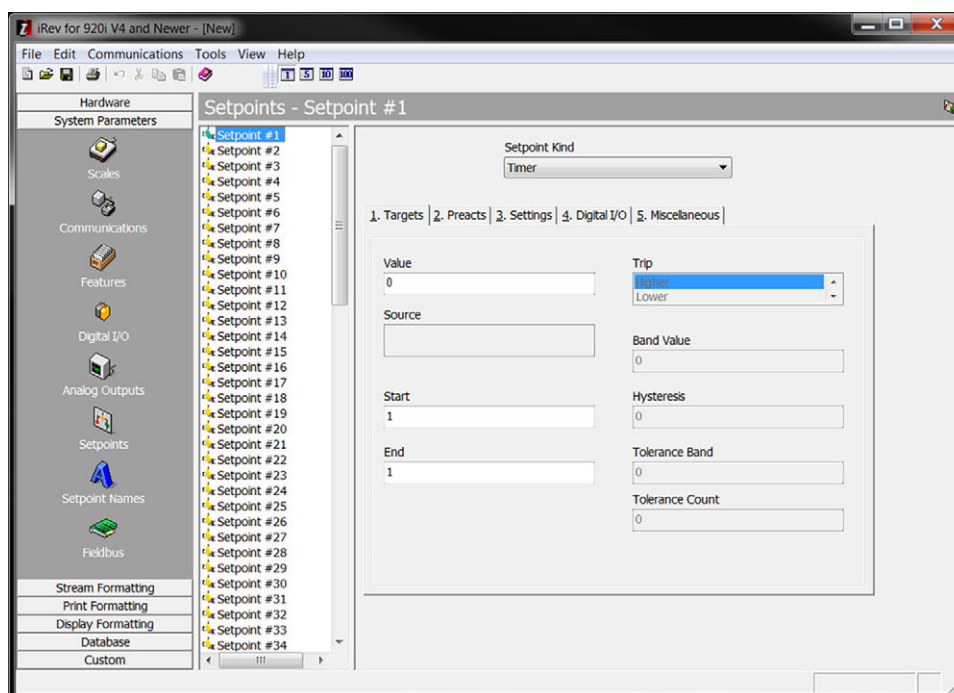 iRev for 920i V4 and Newer - [New]
File Edit Communications Tools View Help
1 5 10 100
Hardware
System Parameters
Scales
Communications
Features
Digital I/O
Analog Outputs
Setpoints
Setpoint Names
Fieldbus
Stream Formatting
Print Formatting
Display Formatting
Database
Custom
Setpoints - Setpoint #1
Setpoint #1
Setpoint #2
Setpoint #3
Setpoint #4
Setpoint #5
Setpoint #6
Setpoint #7
Setpoint #8
Setpoint #9
Setpoint #10
Setpoint #11
Setpoint #12
Setpoint #13
Setpoint #14
Setpoint #15
Setpoint #16
Setpoint #17
Setpoint #18
Setpoint #19
Setpoint #20
Setpoint #21
Setpoint #22
Setpoint #23
Setpoint #24
Setpoint #25
Setpoint #26
Setpoint #27
Setpoint #28
Setpoint #29
Setpoint #30
Setpoint #31
Setpoint #32
Setpoint #33
Setpoint #34
Setpoint Kind
Timer
1. Targets 2. Preacts 3. Settings 4. Digital I/O 5. Miscellaneous
Value
0
Source
Start
1
End
1
Trip
Higher
Lower
Band Value
0
Hysteresis
0
Tolerance Band
0
Tolerance Count
0